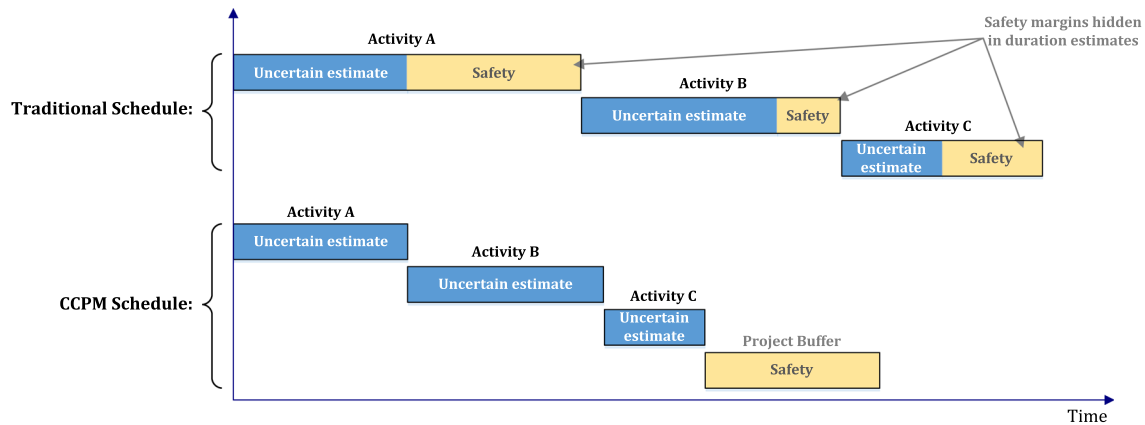 Safety margins hidden
in duration estimates
Activity A
Uncertain estimate
Safety
Activity B
Traditional Schedule:
Uncertain estimate
Safety
Activity C
Uncertain
estimate
Safety
Activity A
Uncertain estimate
Activity B
Uncertain estimate
CCPM Schedule:
Activity C
Uncertain
estimate
Project Buffer
Safety
Time